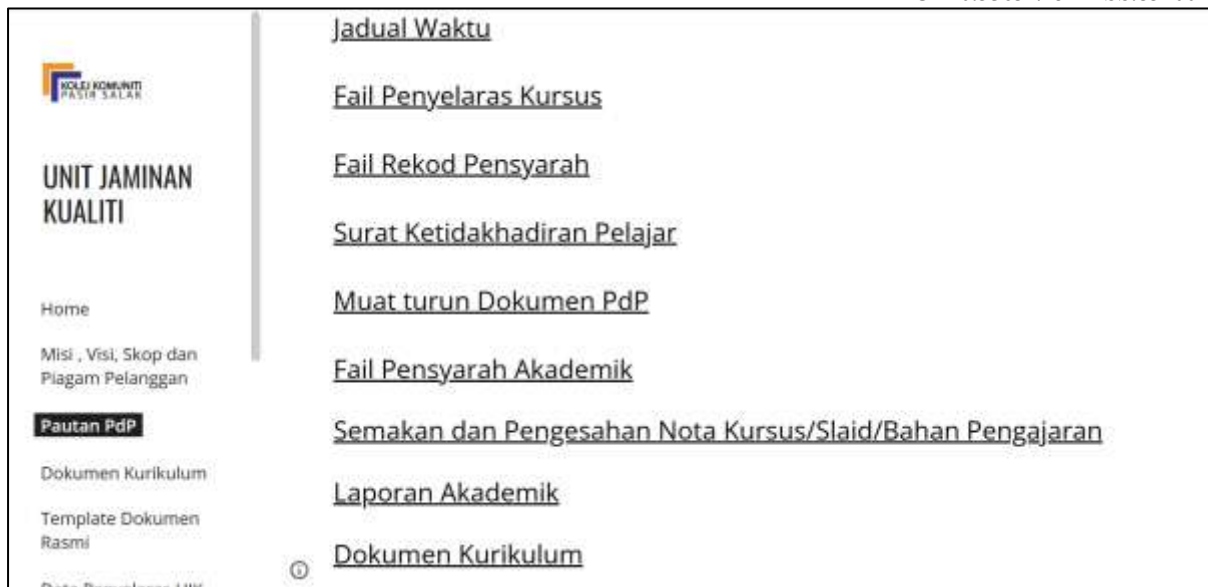 KOLEJ KOMUNITI
PASIR SALAK
UNIT JAMINAN
KUALITI
Home
Misi , Visi, Skop dan
Piagam Pelanggan
Pautan PdP
Dokumen Kurikulum
Template Dokumen
Rasmi
Jadual Waktu
Fail Penyelaras Kursus
Fail Rekod Pensyarah
Surat Ketidakhadiran Pelajar
Muat turun Dokumen PdP
Fail Pensyarah Akademik
Semakan dan Pengesahan Nota Kursus/Slaid/Bahan Pengajaran
Laporan Akademik
Dokumen Kurikulum